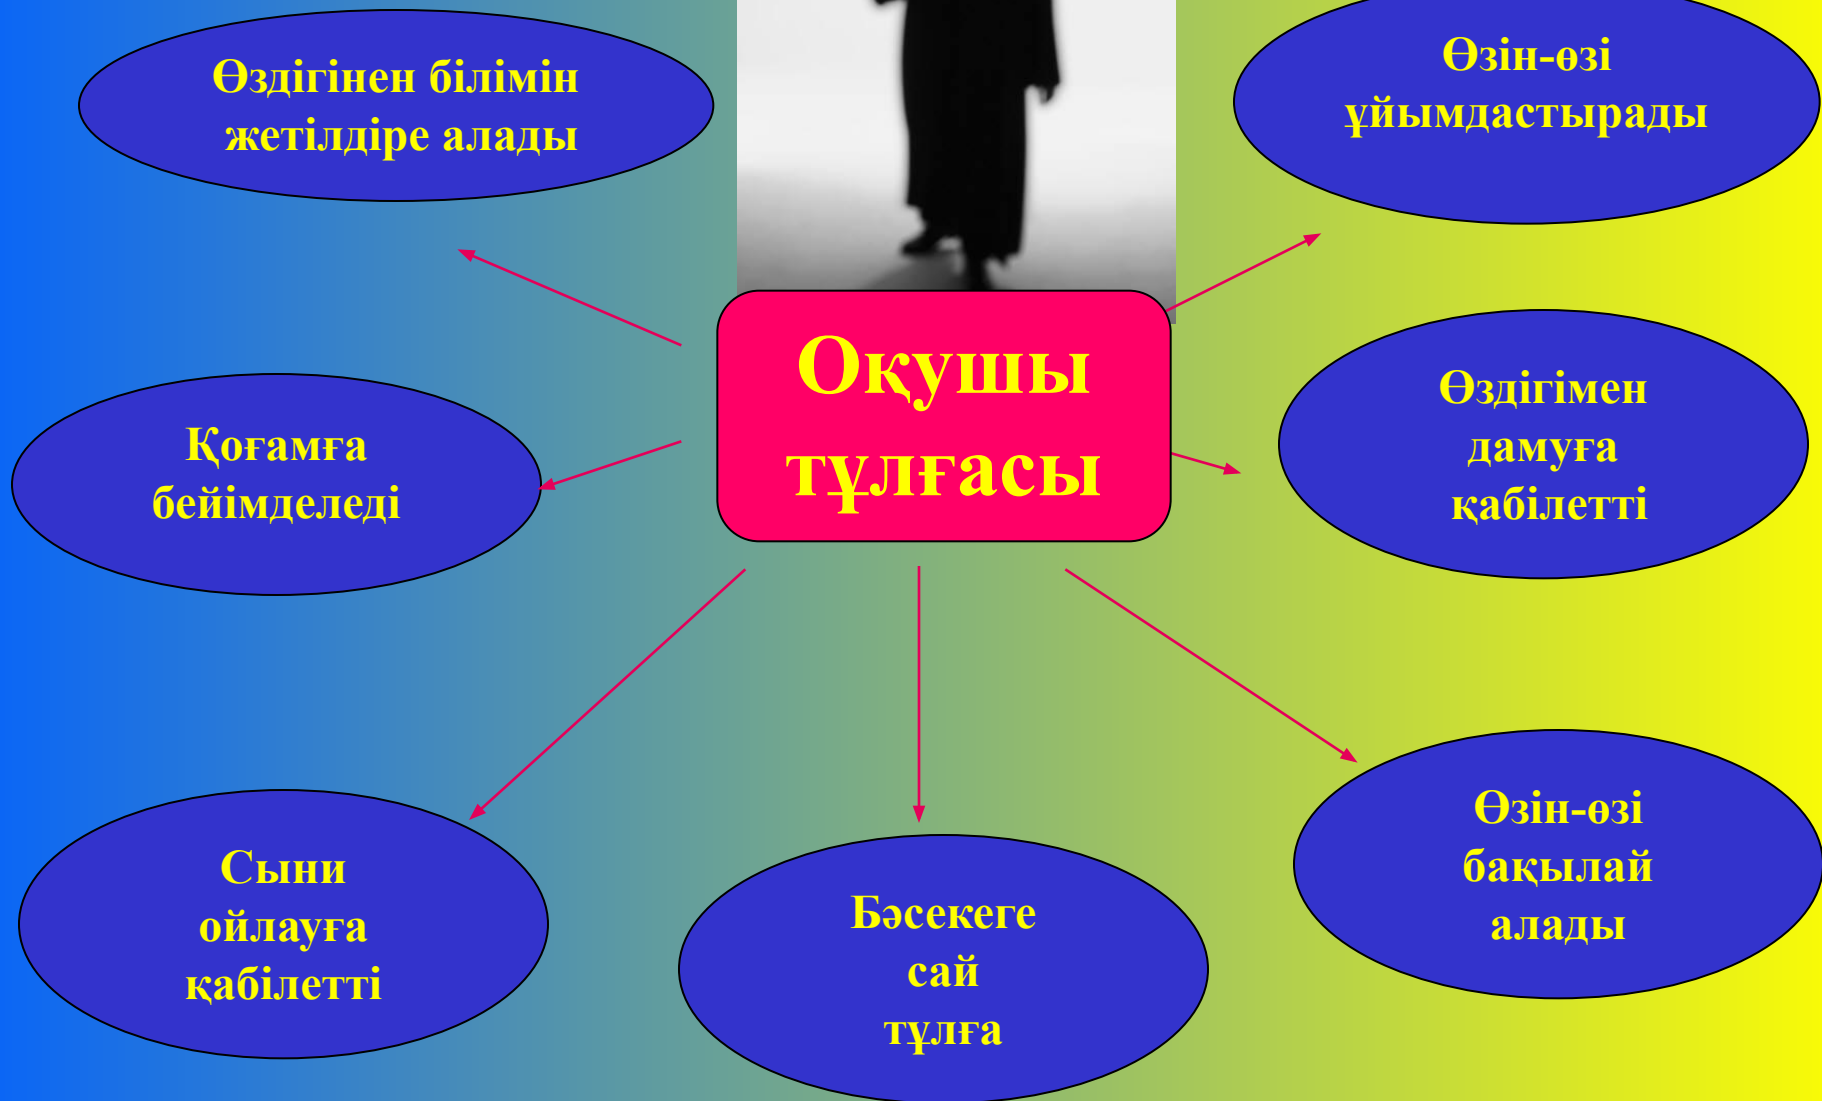 Өздігінен білімін
жетілдіре алады
Өзін-өзі
ұйымдастырады
Оқушы
тұлғасы
Қоғамға
бейімделеді
Өздігімен
дамуға
қабілетті
Сыни
ойлауға
қабілетті
Бәсекеге
сай
тұлға
Өзін-өзі
бақылай
алады